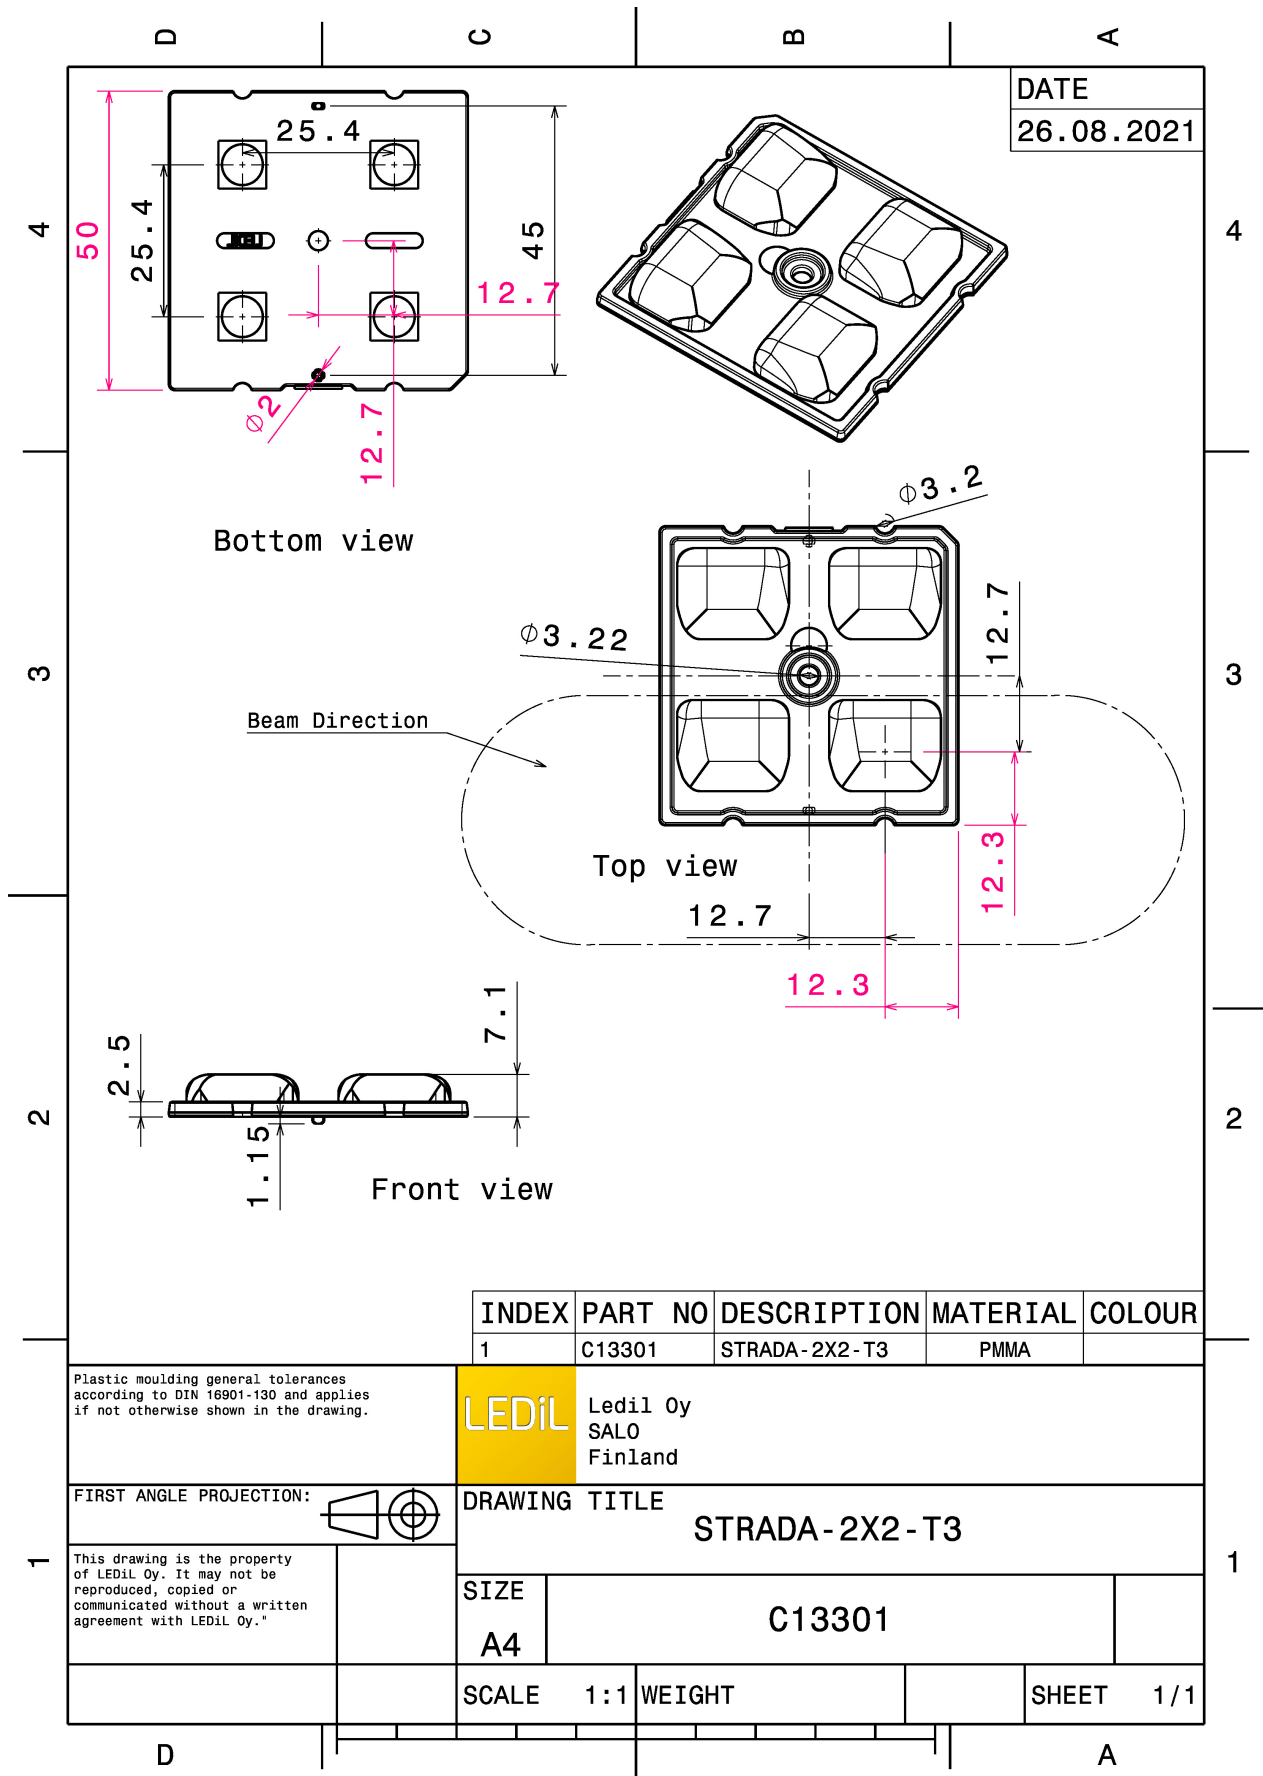 D C B A
DATE
26.08.2021
4 4
25.4
50
25.4
45
12.7
Ø2
12.7
Bottom view
Ø3.2
12.7
Ø3.22
3 3
Beam Direction
Top view
12.3
12.7
12.3
7.1
2.5
1.15
Front view
2 2
INDEX PART NO DESCRIPTION MATERIAL COLOUR
1 C13301 STRADA-2X2-T3 PMMA
Plastic moulding general tolerances
according to DIN 16901-130 and applies
if not otherwise shown in the drawing.
LEDiL
Ledil Oy
SALO
Finland
FIRST ANGLE PROJECTION:
DRAWING TITLE
STRADA-2X2-T3
This drawing is the property
of LEDiL Oy. It may not be
reproduced, copied or
communicated without a written
agreement with LEDiL Oy."
1 1
SIZE
A4
C13301
SCALE 1:1 WEIGHT SHEET 1/1
D A